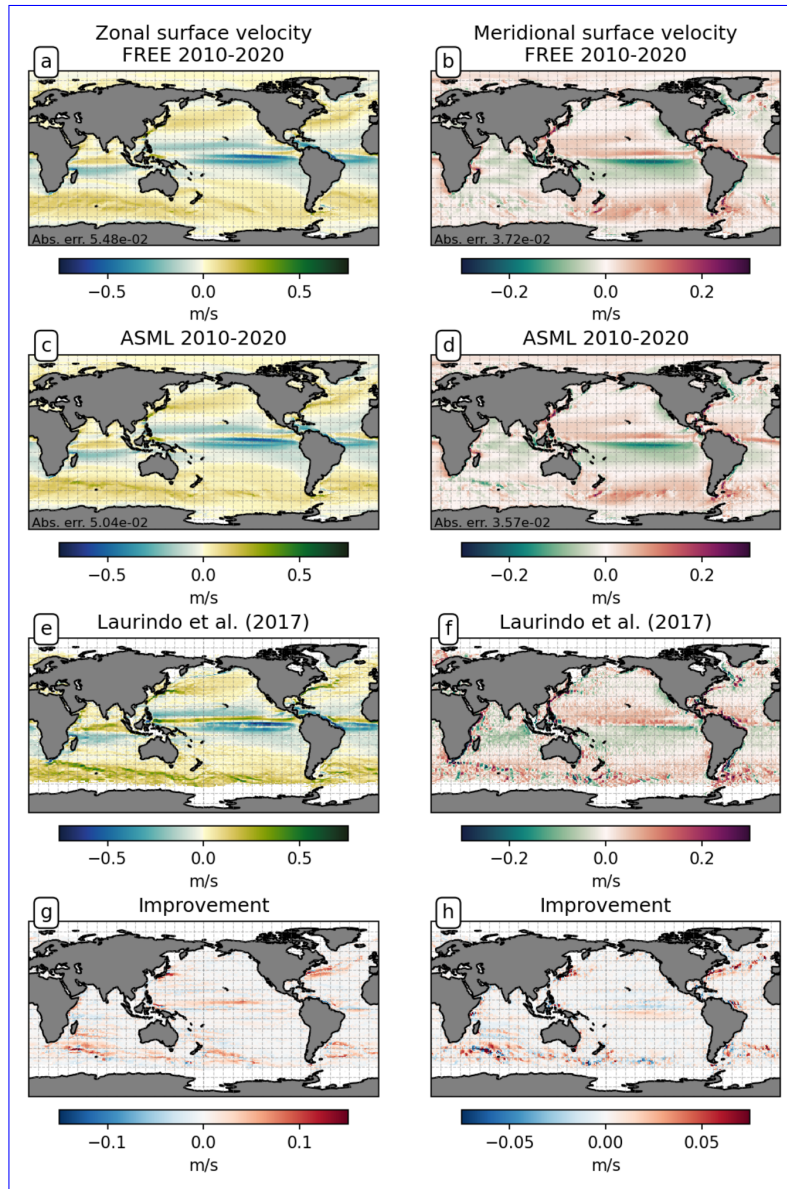 Zonal surface velocity
FREE 2010-2020
a
Abs. err. 5.48e-02
−0.5 0.0 0.5
m/s
Meridional surface velocity
FREE 2010-2020
b
Abs. err. 3.72e-02
−0.2 0.0 0.2
m/s
c
ASML 2010-2020
Abs. err. 5.04e-02
−0.5 0.0 0.5
m/s
d
ASML 2010-2020
Abs. err. 3.57e-02
−0.2 0.0 0.2
m/s
e
Laurindo et al. (2017)
−0.5 0.0 0.5
m/s
f
Laurindo et al. (2017)
−0.2 0.0 0.2
m/s
g
Improvement
−0.1 0.0 0.1
m/s
h
Improvement
−0.05 0.00 0.05
m/s